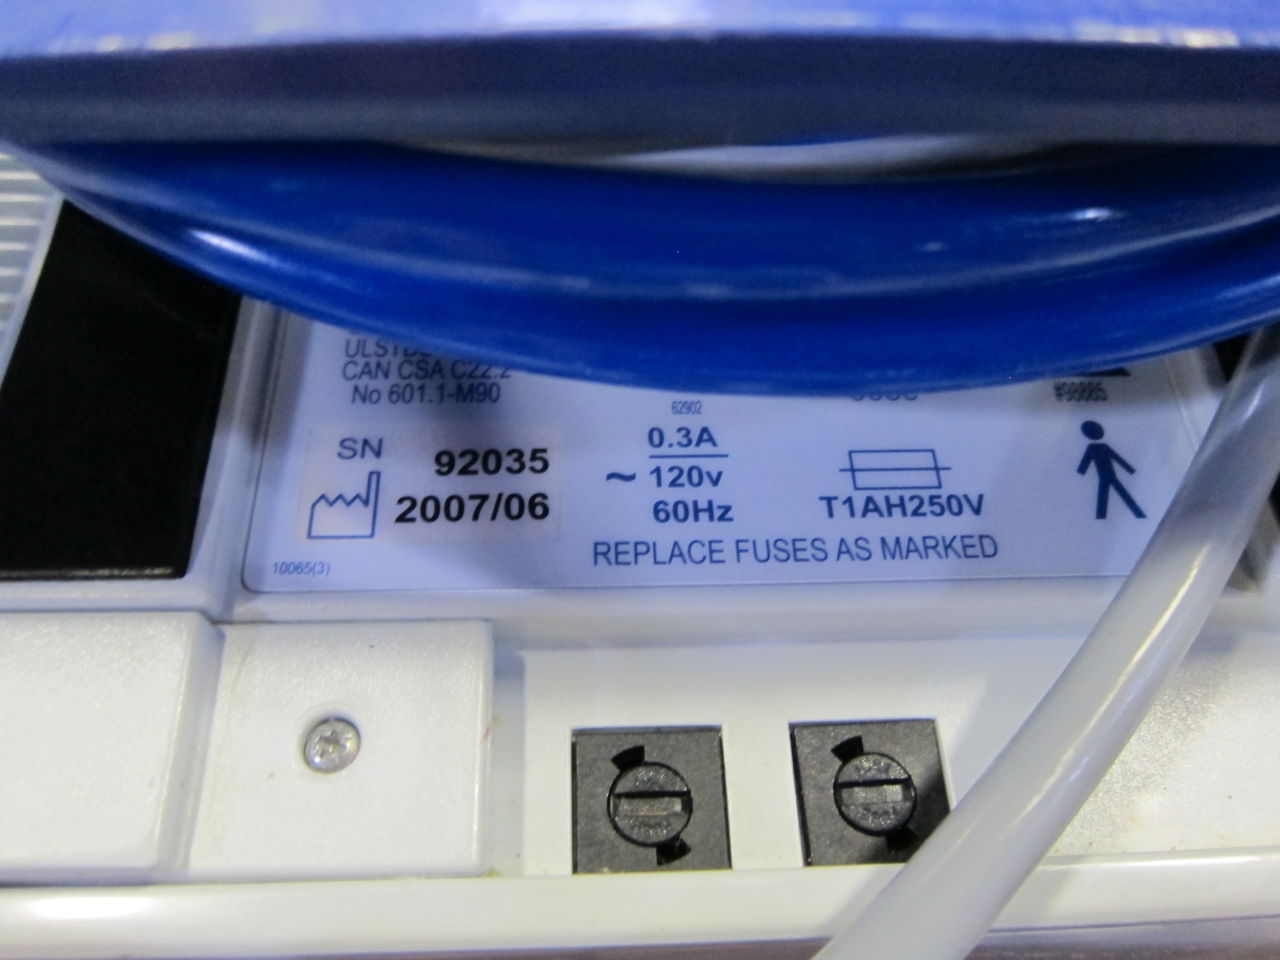 CAN CSA C22.2
No 601.1-M90
62902
#98885
SN 92035
2007/06
0.3A
~ 120v
60Hz
T1AH250V
REPLACE FUSES AS MARKED
10065(3)